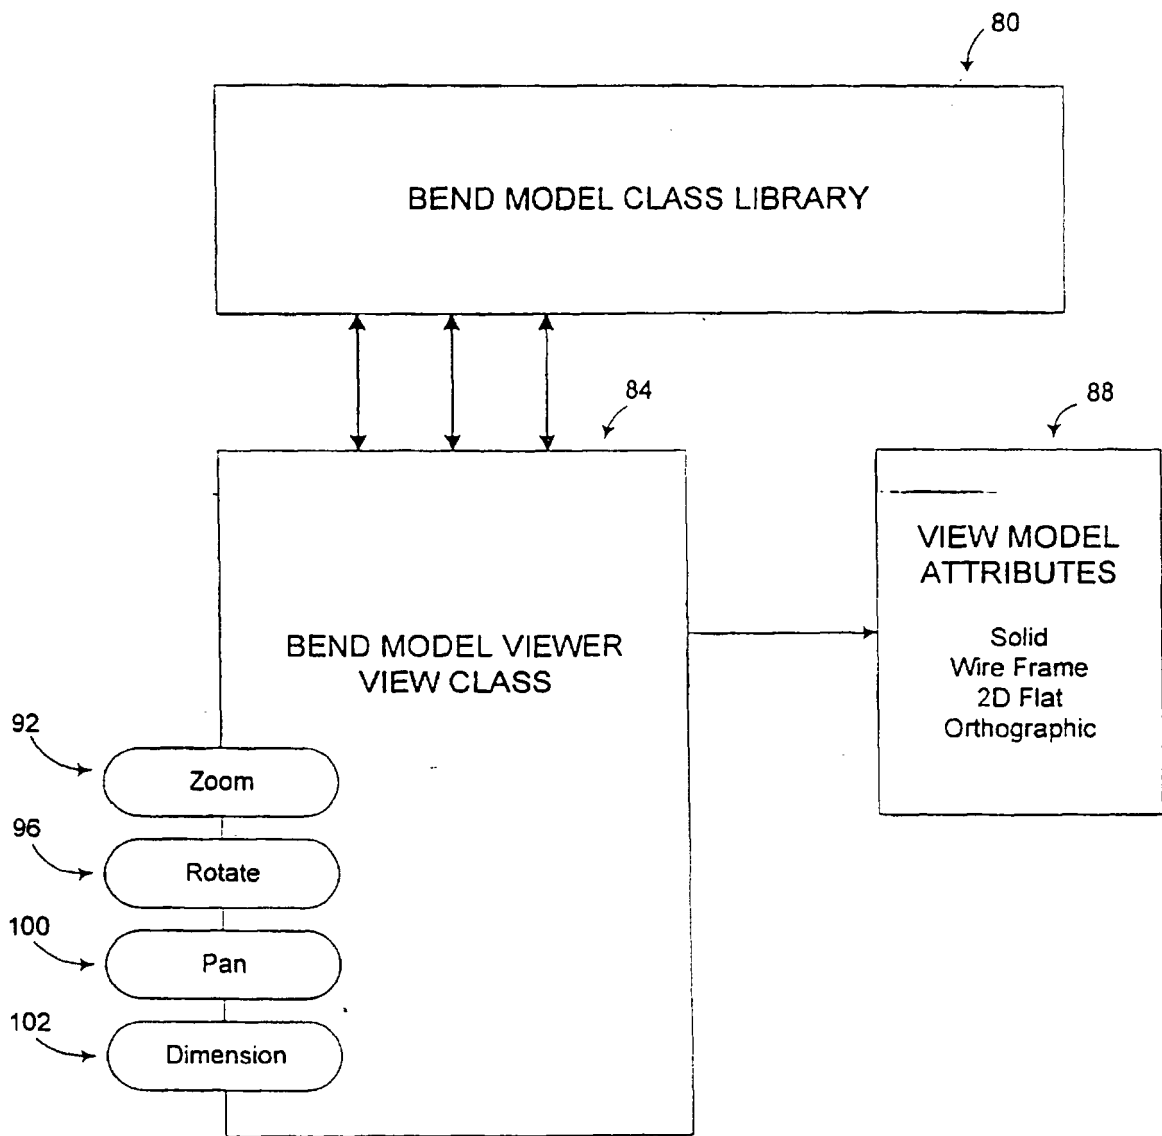 80
BEND MODEL CLASS LIBRARY
84
88
VIEW MODEL
ATTRIBUTES
Solid
Wire Frame
2D Flat
Orthographic
BEND MODEL VIEWER
VIEW CLASS
92
Zoom
96
Rotate
100
Pan
102
Dimension